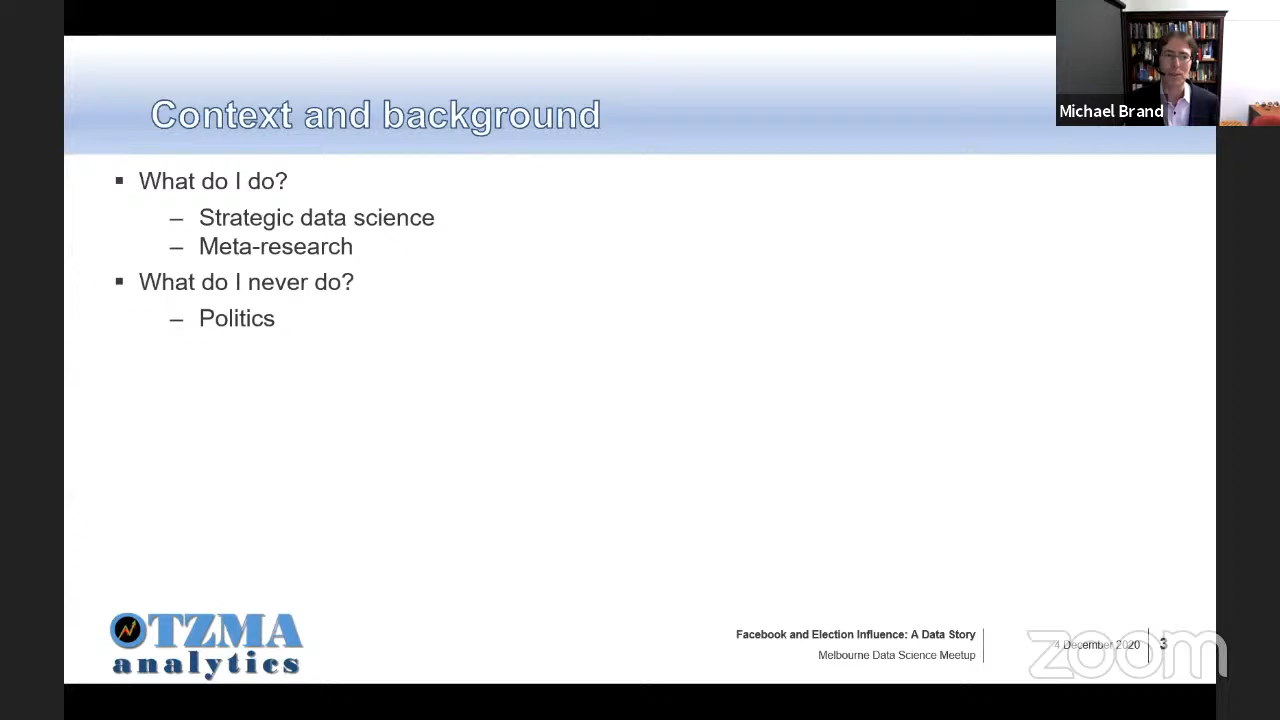 Context and background
Michael Brand
▪ What do I do?
– Strategic data science
– Meta-research
▪ What do I never do?
– Politics
OTZMA
analytics
Facebook and Election Influence: A Data Story
Melbourne Data Science Meetup
4 December 2020
3
zoom